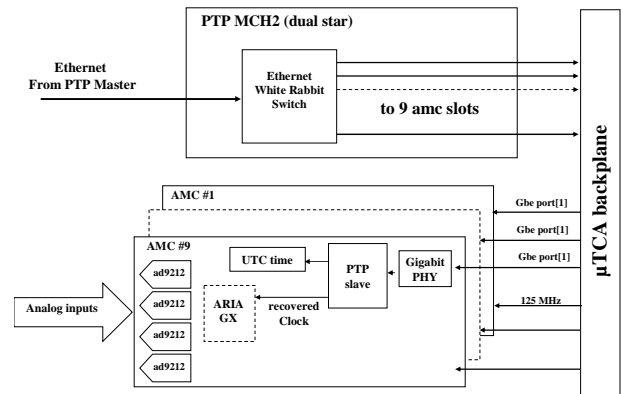 PTP MCH2 (dual star)
Ethernet
From PTP Master
Ethernet
White Rabbit
Switch
to 9 amc slots
µTCA backplane
AMC #1
Gbe port[1]
Gbe port[1]
Gbe port[1]
AMC #9
UTC time
PTP
slave
Gigabit
PHY
ad9212
ad9212
ad9212
ad9212
ARIA
GX
recovered
Clock
125 MHz
Analog inputs